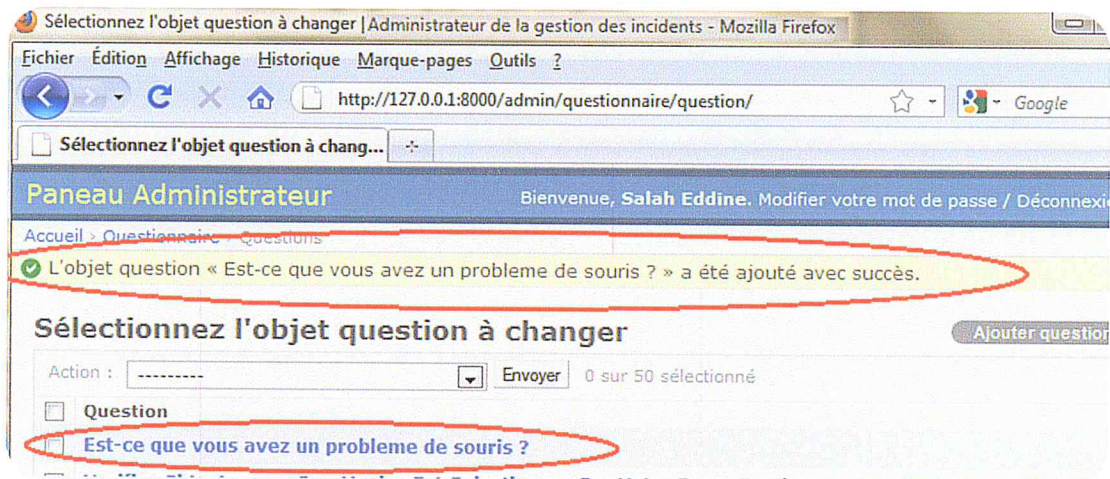 Sélectionnez l'objet question à changer | Administrateur de la gestion des incidents - Mozilla Firefox
Fichier Édition Affichage Historique Marque-pages Outils ?
http://127.0.0.1:8000/admin/questionnaire/question/ Google
Sélectionnez l'objet question à chang...
Paneau Administrateur Bienvenue, Salah Eddine. Modifier votre mot de passe / Déconnexi
Accueil › Questionnaire › Questions
L'objet question « Est-ce que vous avez un probleme de souris ? » a été ajouté avec succès.
Sélectionnez l'objet question à changer Ajouter question
Action : --------- Envoyer 0 sur 50 sélectionné
Question
Est-ce que vous avez un probleme de souris ?